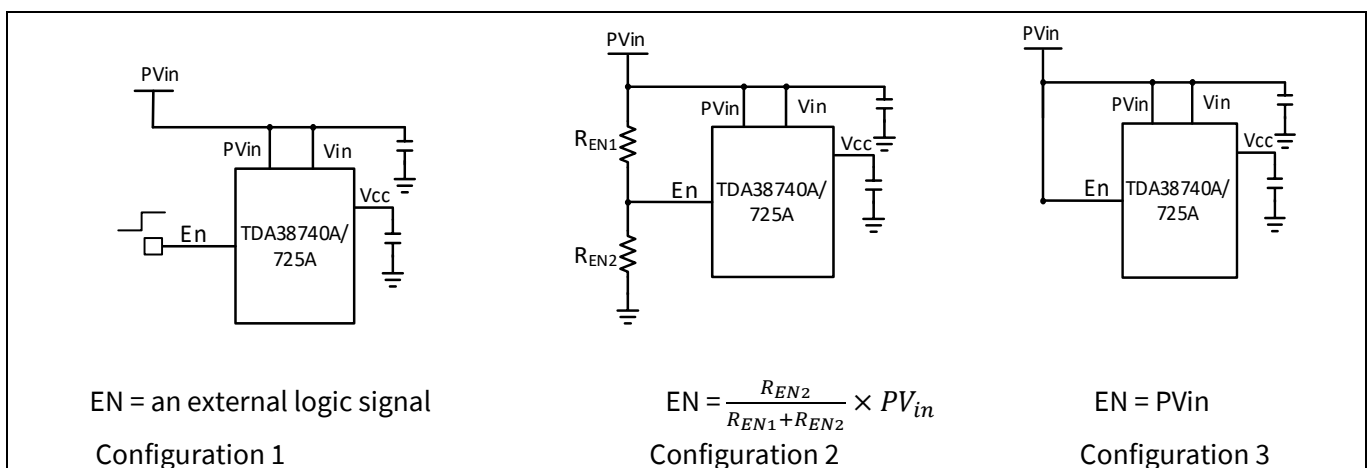 PVin
PVin
Vin
Vcc
En
TDA38740A/
725A
EN = an external logic signal
Configuration 1
PVin
PVin
Vin
R_EN1
Vcc
En
TDA38740A/
725A
R_EN2
EN = R_EN2 / (R_EN1+R_EN2) × PV_in
Configuration 2
PVin
PVin
Vin
Vcc
En
TDA38740A/
725A
EN = PVin
Configuration 3